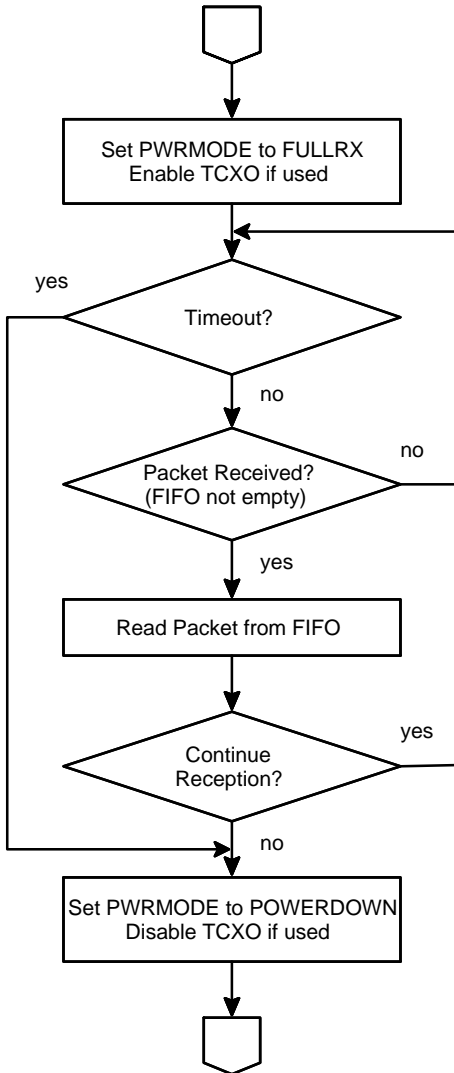 Set PWRMODE to FULLRX
Enable TCXO if used
yes
Timeout?
no
Packet Received?
(FIFO not empty)
no
yes
Read Packet from FIFO
Continue
Reception?
yes
no
Set PWRMODE to POWERDOWN
Disable TCXO if used